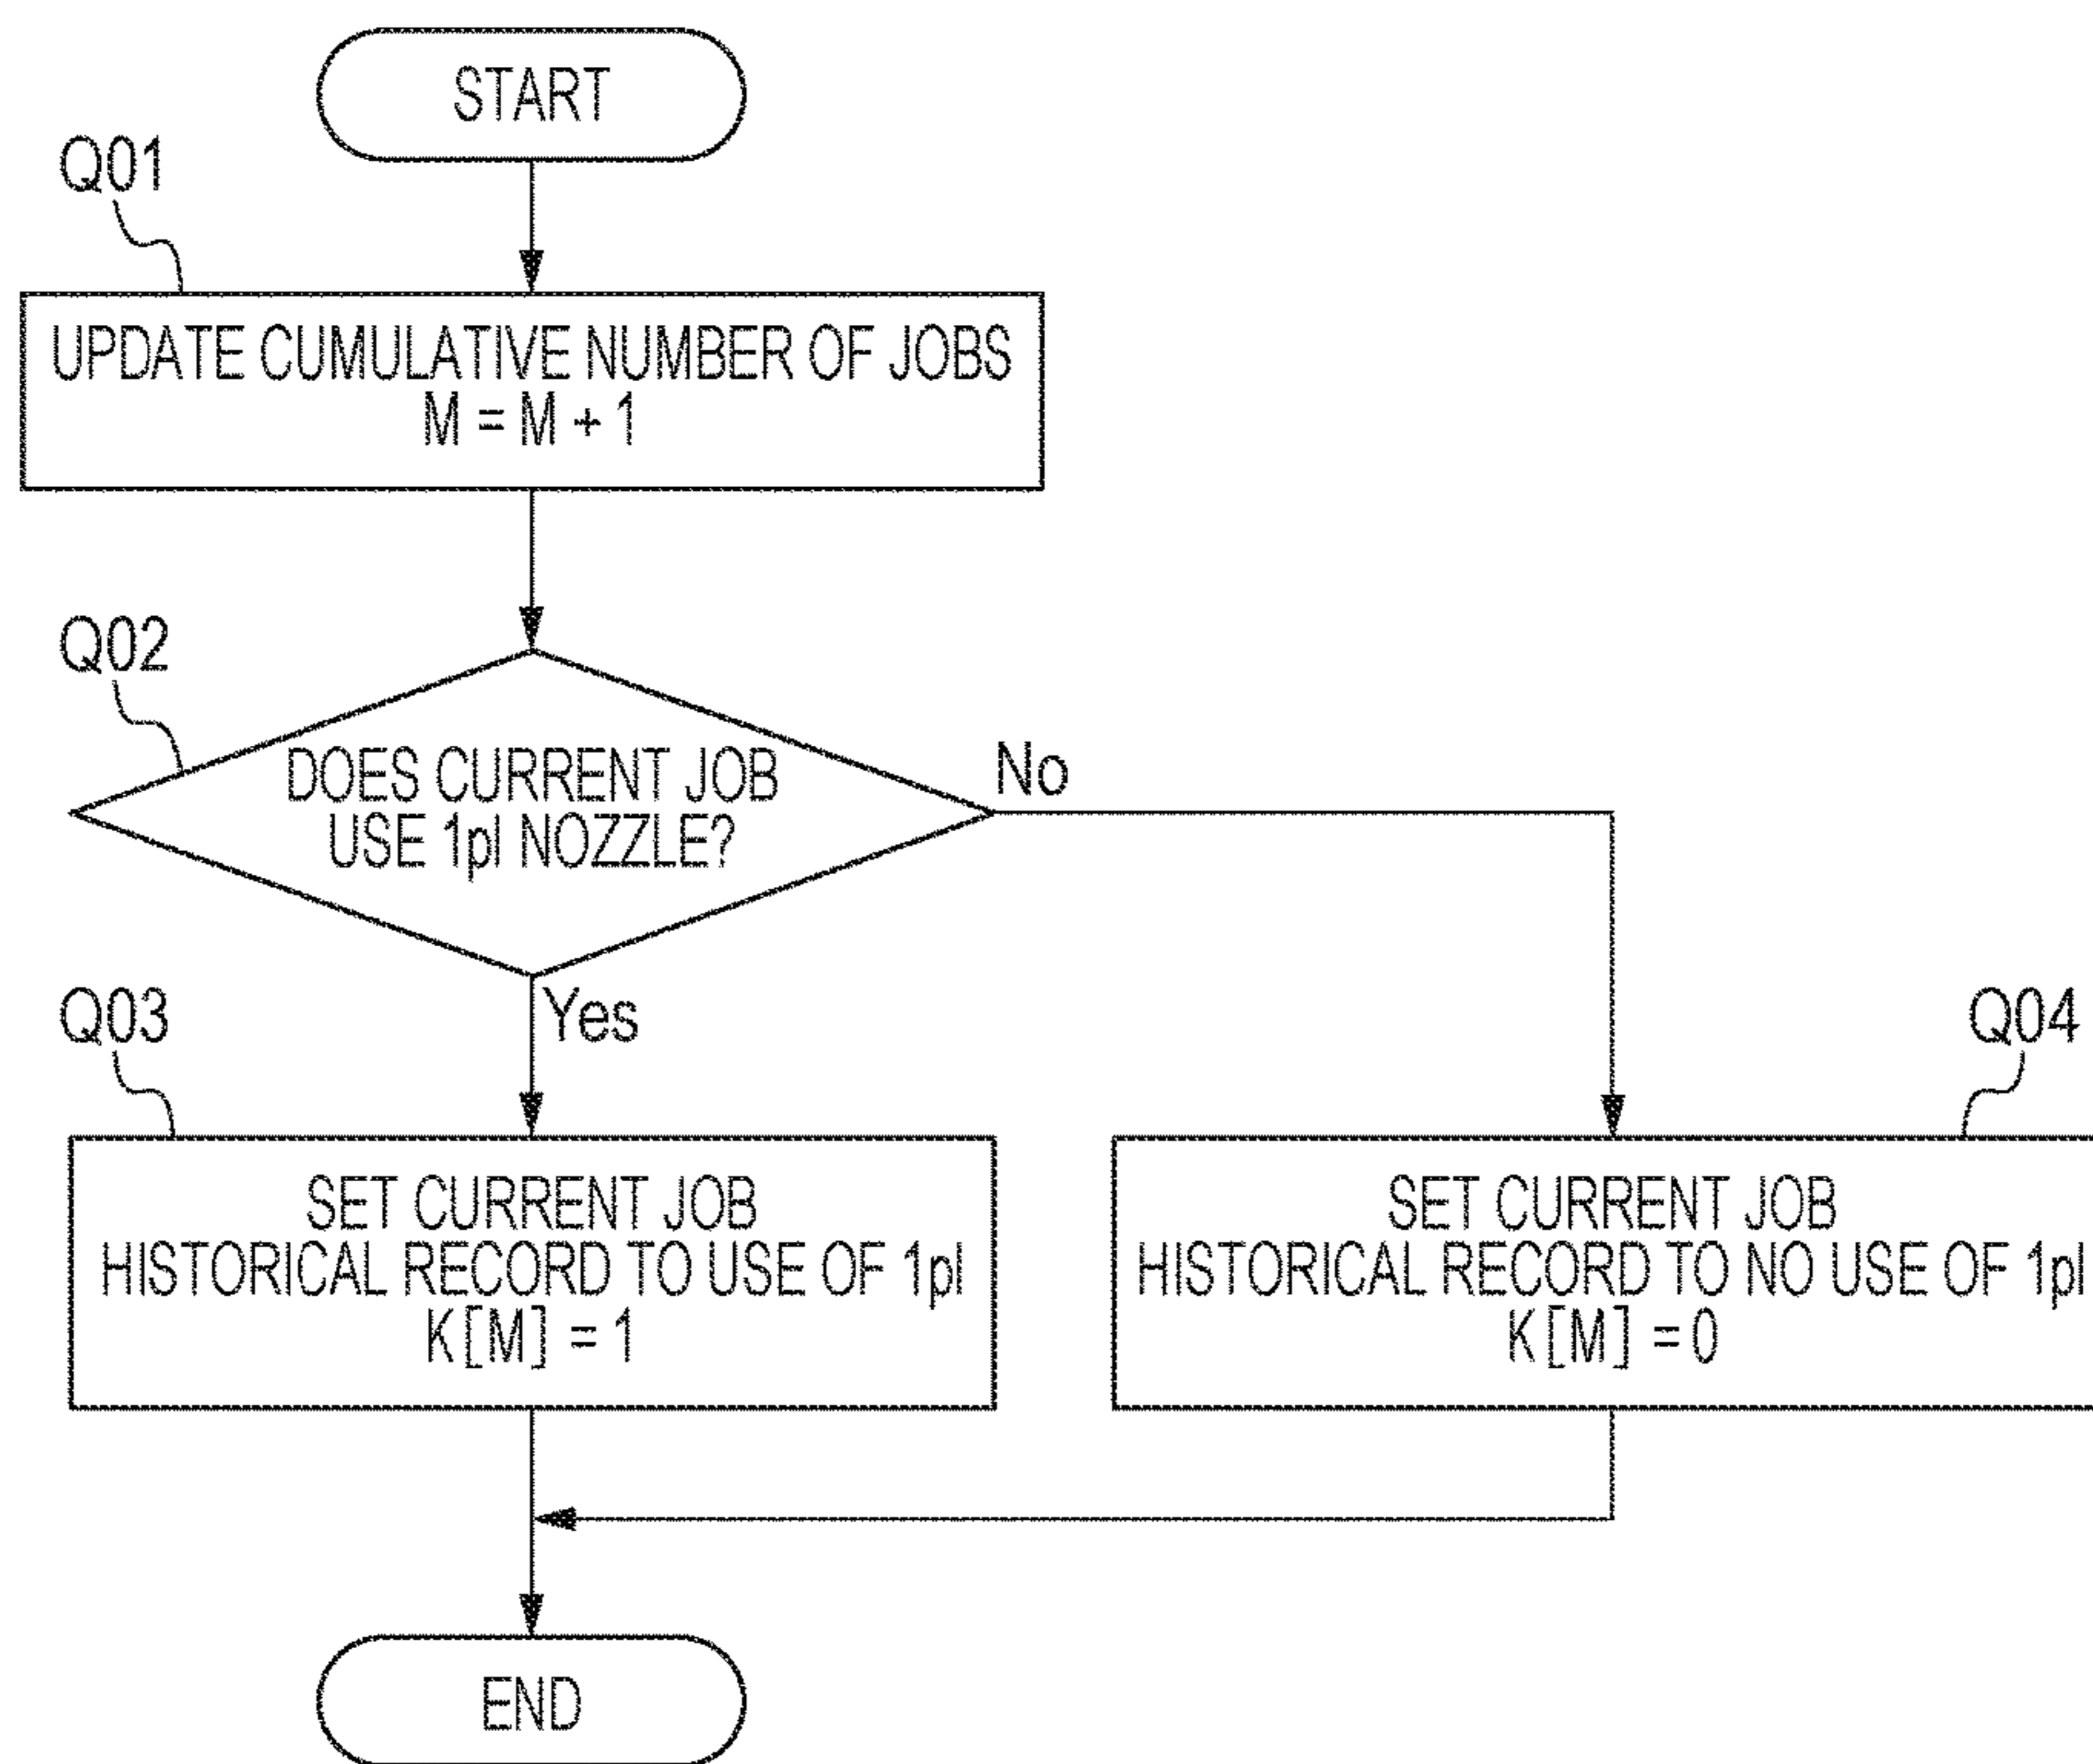 START
Q01
UPDATE CUMULATIVE NUMBER OF JOBS
M = M + 1
Q02
DOES CURRENT JOB
USE 1pl NOZZLE?
No
Yes
Q03
SET CURRENT JOB
HISTORICAL RECORD TO USE OF 1pl
K[M] = 1
Q04
SET CURRENT JOB
HISTORICAL RECORD TO NO USE OF 1pl
K[M] = 0
END